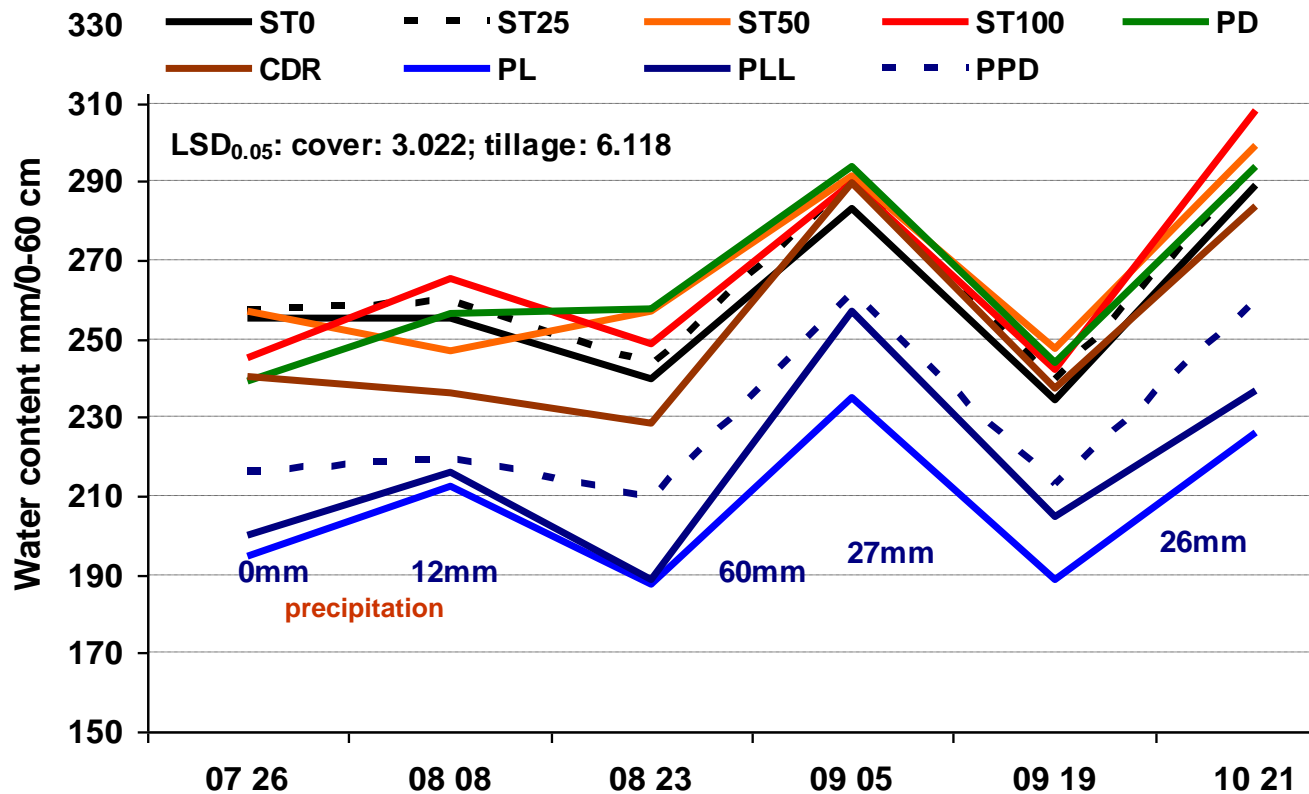 330
ST0 ST25 ST50 ST100 PD
CDR PL PLL PPD
310
LSD0.05: cover: 3.022; tillage: 6.118
290
270
250
230
210
190
170
150
Water content mm/0-60 cm
0mm 12mm 60mm 27mm 26mm
precipitation
07 26 08 08 08 23 09 05 09 19 10 21